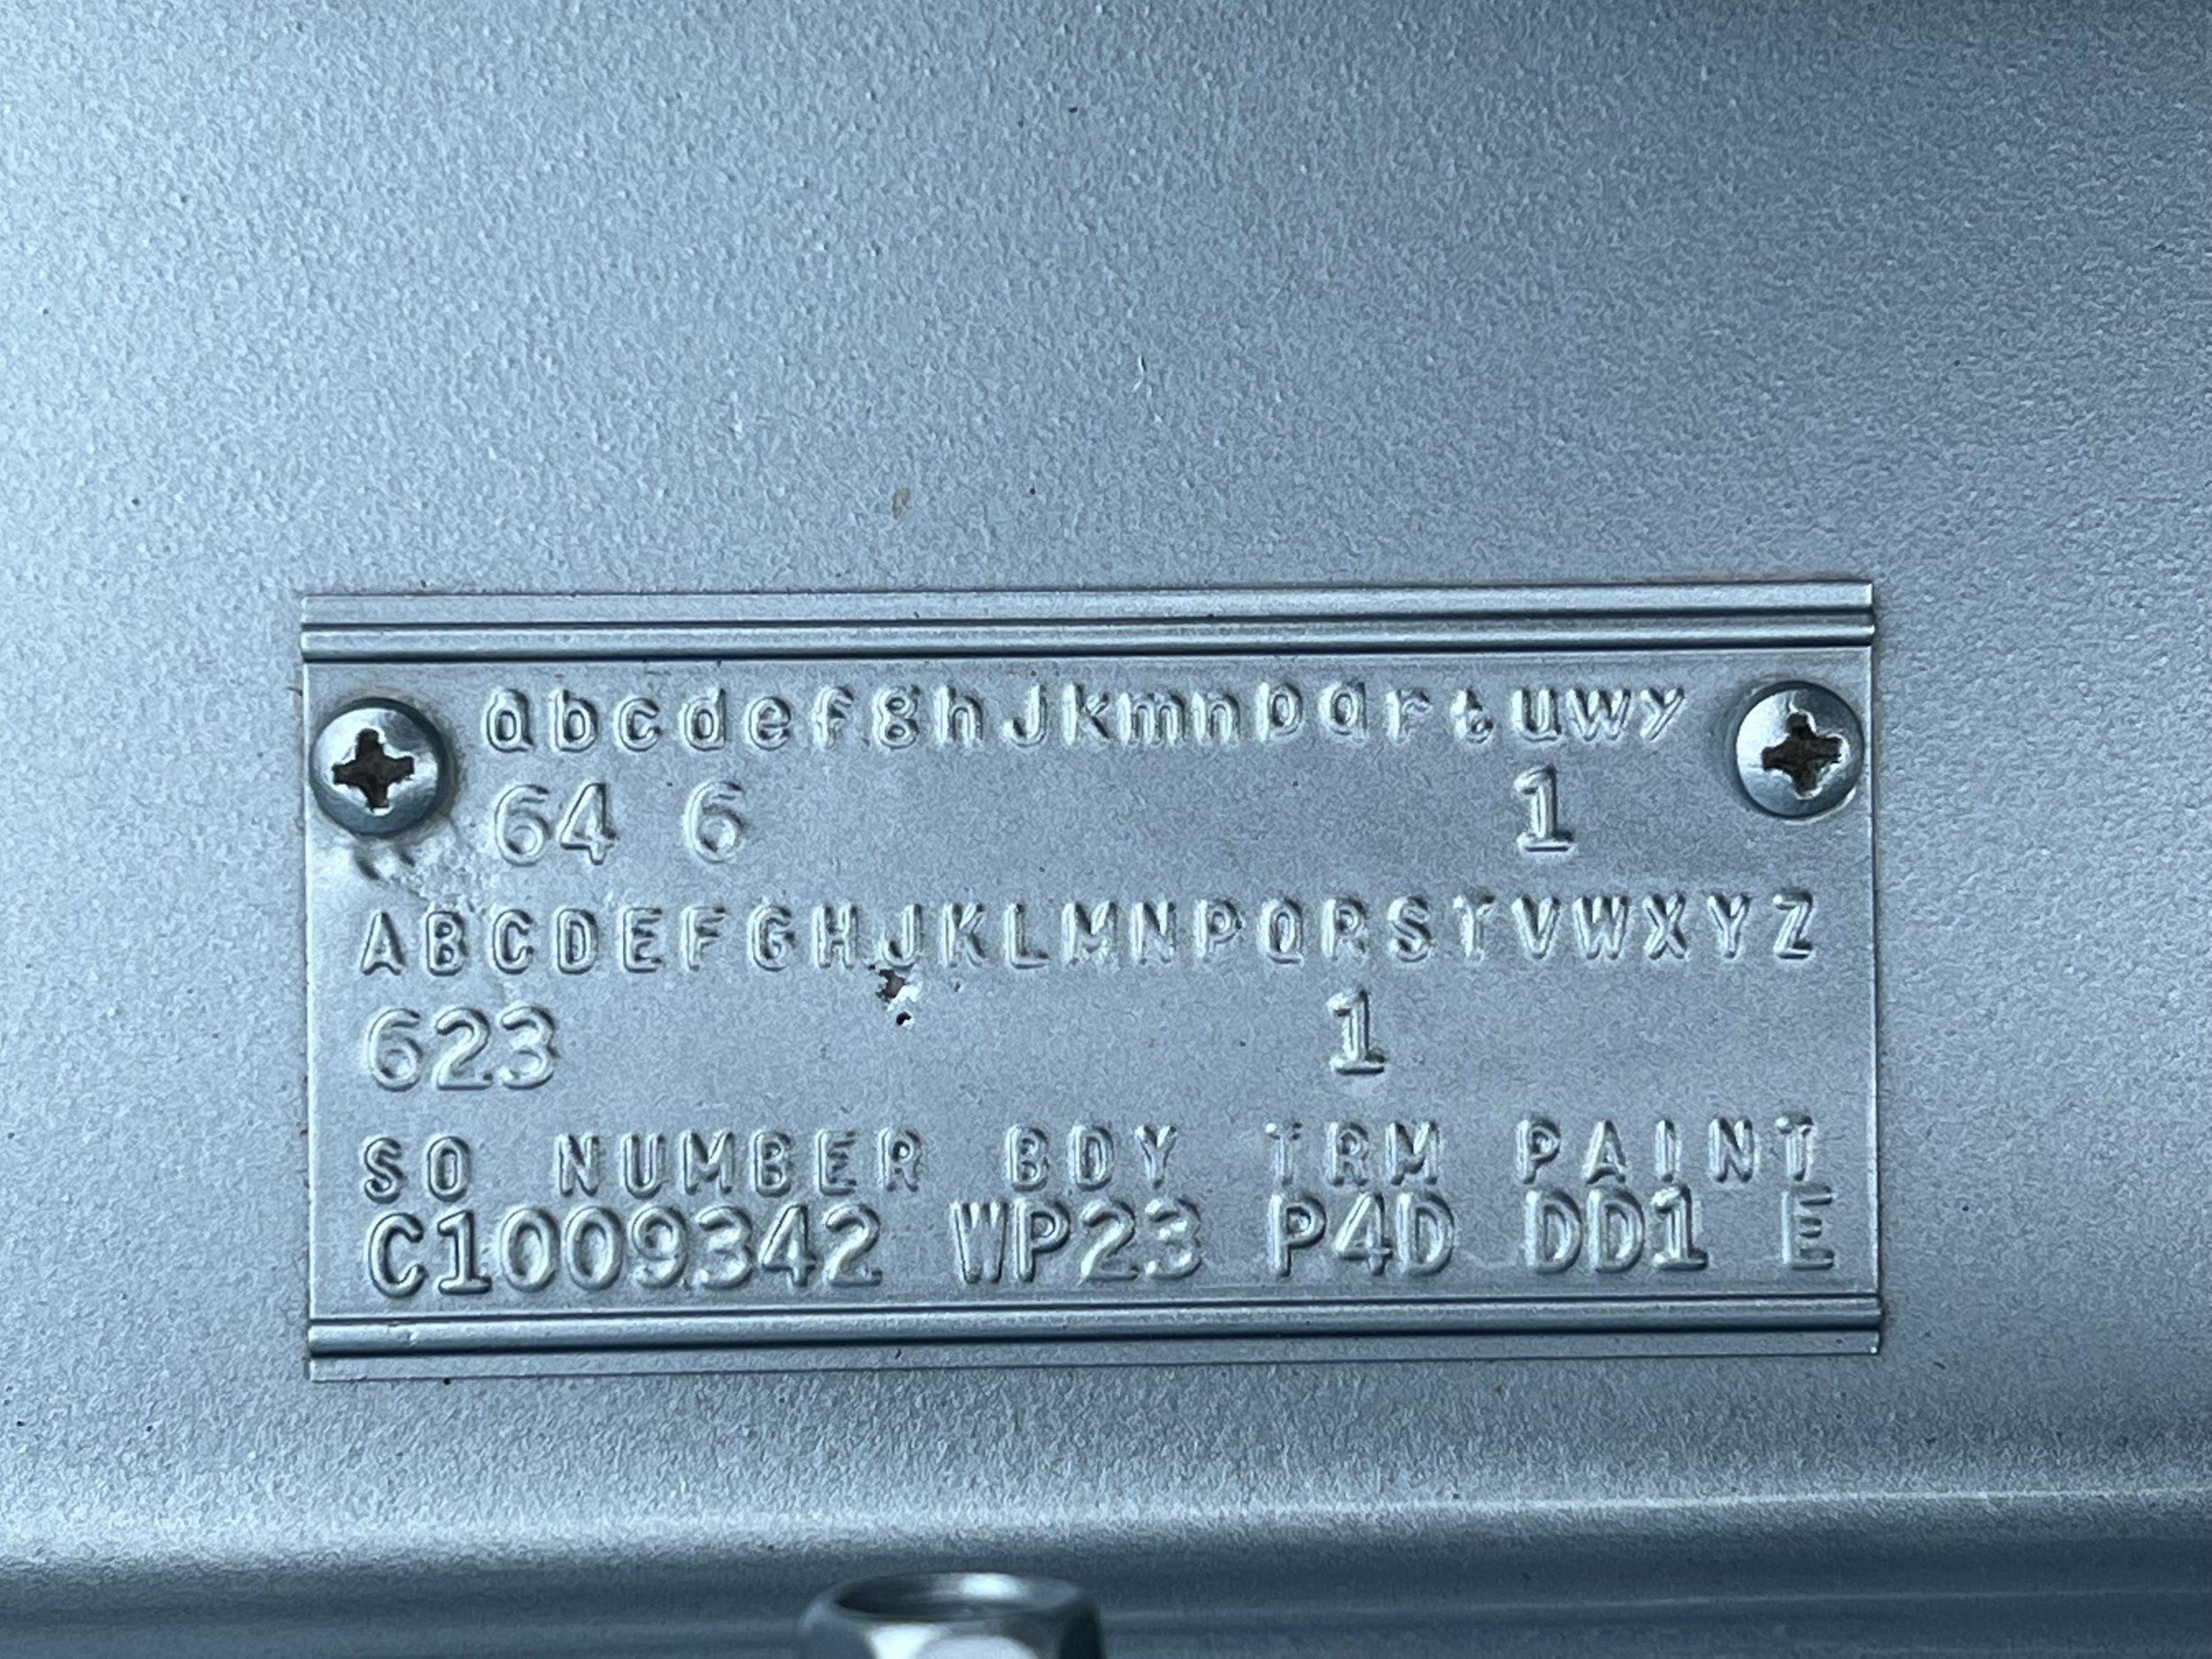 abcdefghjkmnpqrtuwy
64 6 1
ABCDEFGHJKLMNPQRSTVWXYZ
623 1
SO NUMBER BDY TRM PAINT
C1009342 WP23 P4D DD1 E